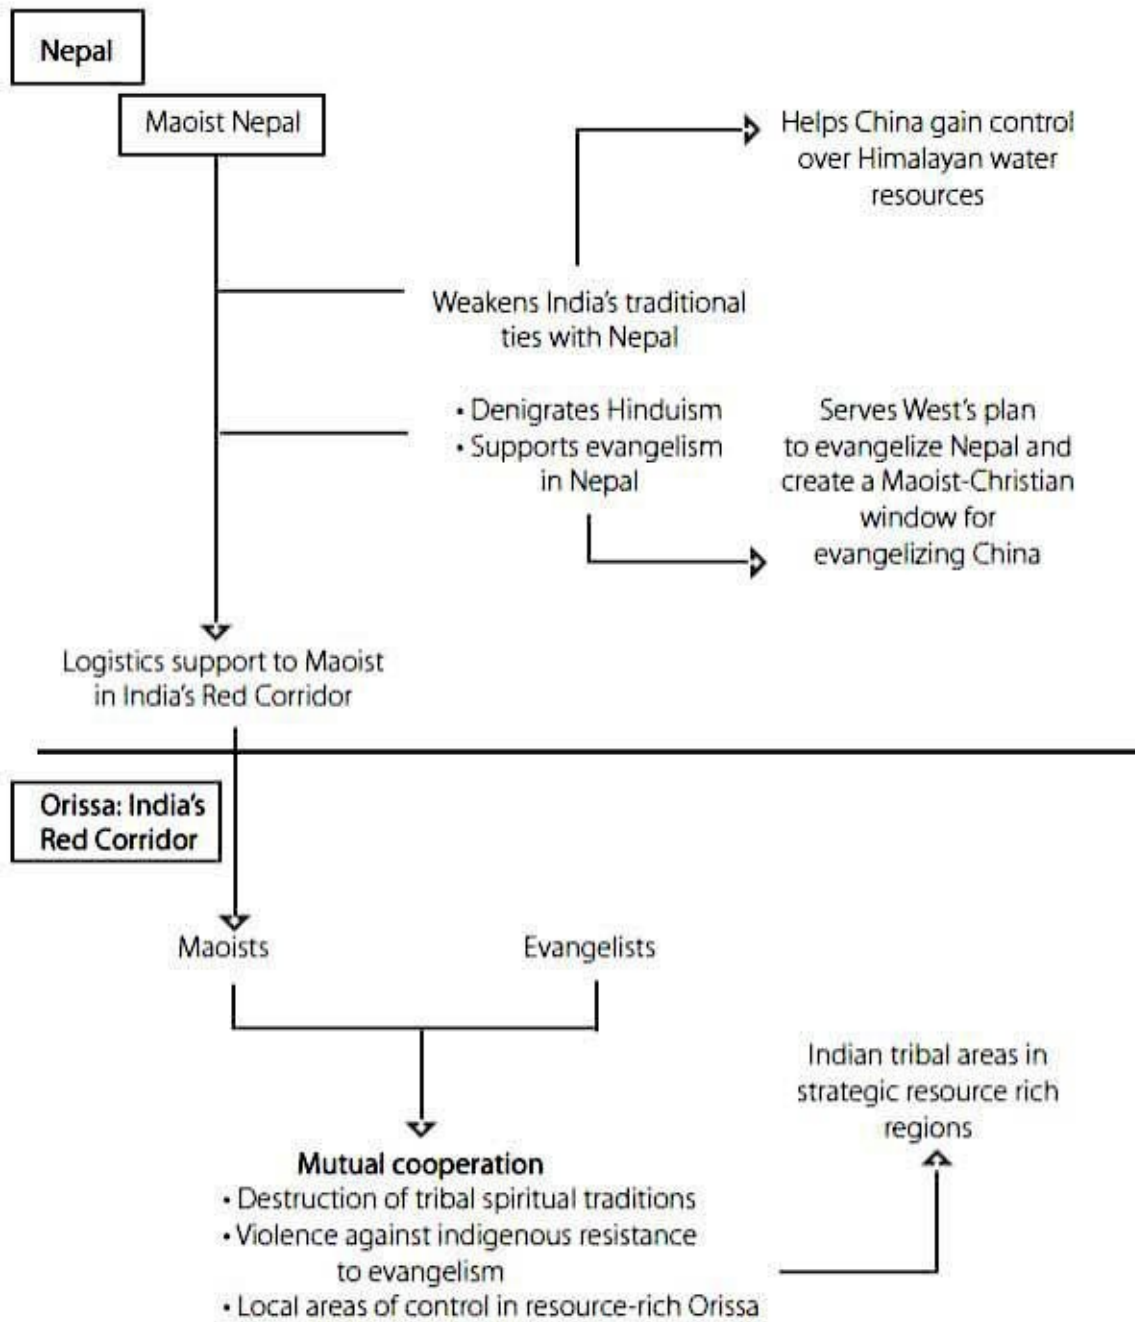 Nepal
Maoist Nepal
Helps China gain control
over Himalayan water
resources
Weakens India's traditional
ties with Nepal
• Denigrates Hinduism
• Supports evangelism
in Nepal
Serves West's plan
to evangelize Nepal and
create a Maoist-Christian
window for
evangelizing China
Logistics support to Maoist
in India's Red Corridor
Orissa: India's
Red Corridor
Maoists
Evangelists
Mutual cooperation
• Destruction of tribal spiritual traditions
• Violence against indigenous resistance
to evangelism
• Local areas of control in resource-rich Orissa
Indian tribal areas in
strategic resource rich
regions